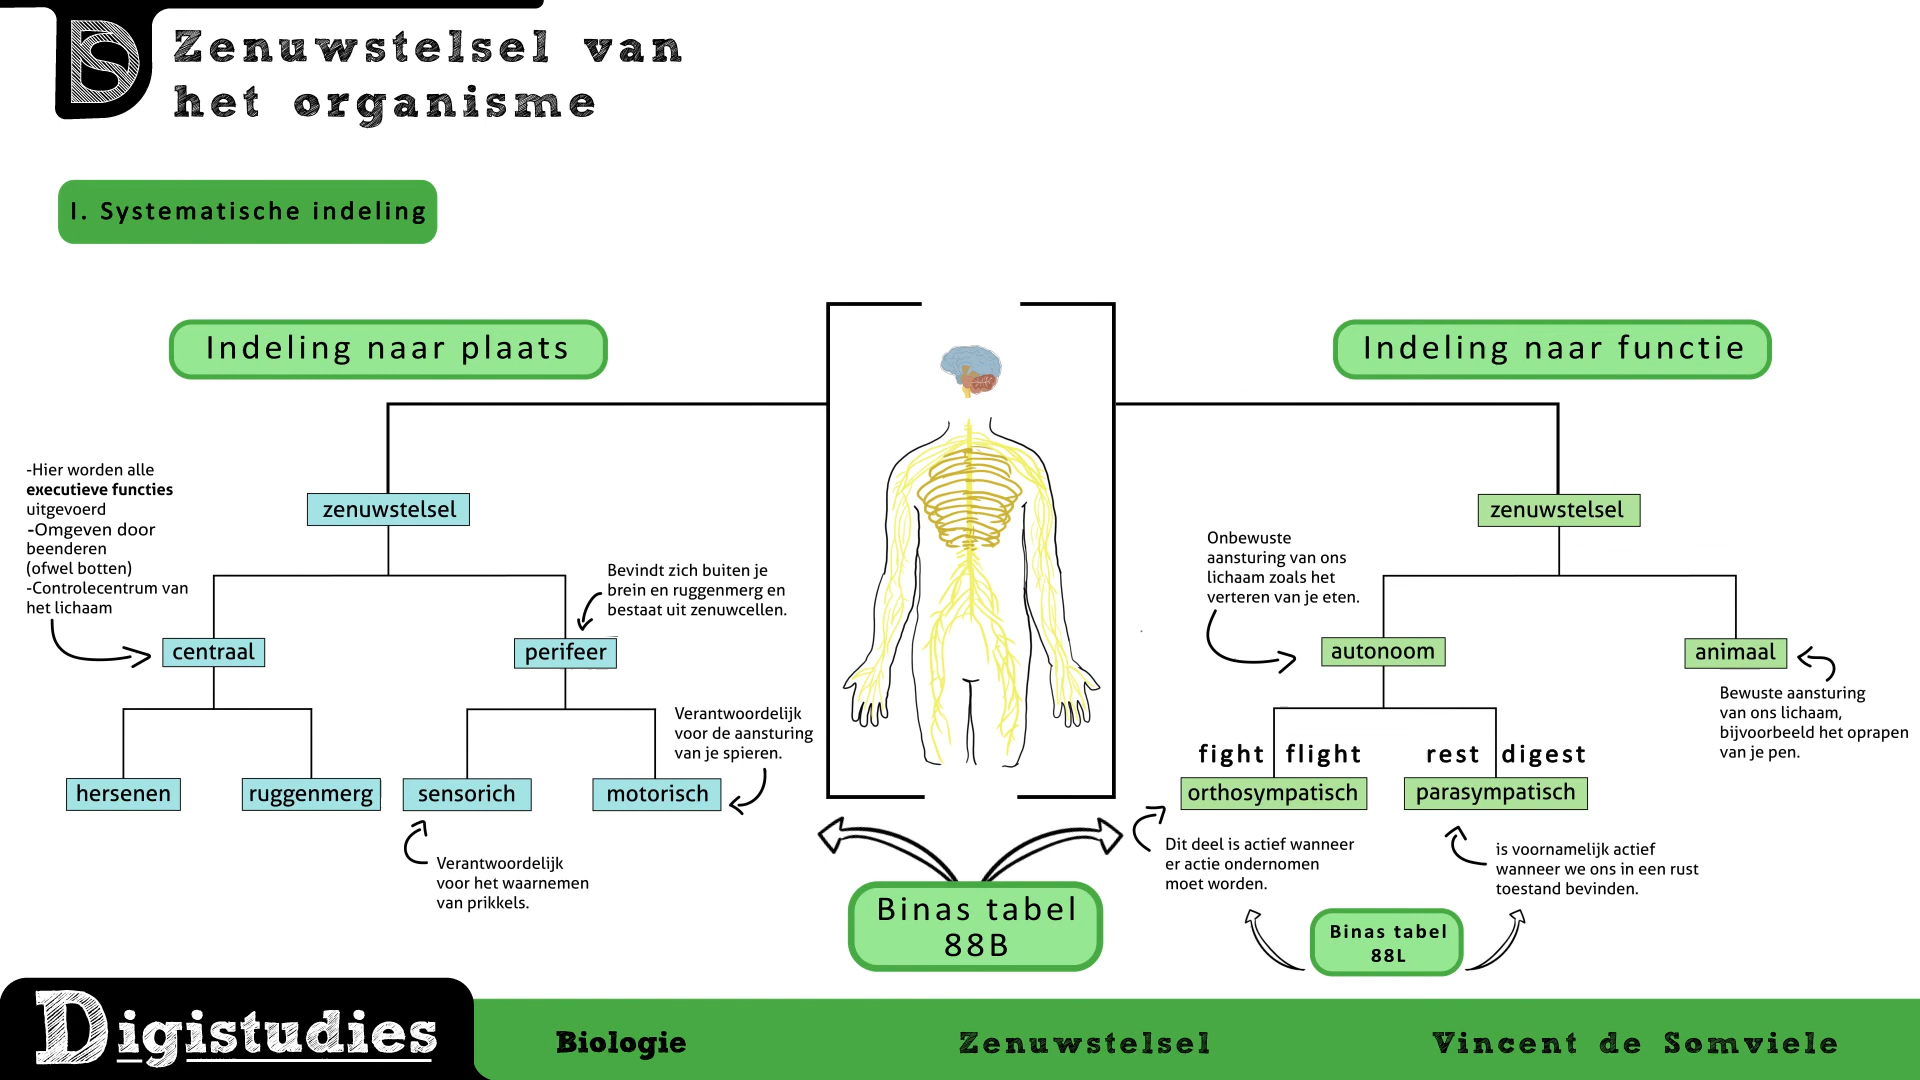 DS
Zenuwstelsel van
het organisme
I. Systematische indeling
Indeling naar plaats
Indeling naar functie
-Hier worden alle
executieve functies
uitgevoerd
-Omgeven door
beenderen
(ofwel botten)
-Controlecentrum van
het lichaam
zenuwstelsel
Bevindt zich buiten je
brein en ruggenmerg en
bestaat uit zenuwcellen.
centraal
perifeer
Verantwoordelijk
voor de aansturing
van je spieren.
hersenen
ruggenmerg
sensorich
motorisch
Verantwoordelijk
voor het waarnemen
van prikkels.
zenuwstelsel
Onbewuste
aansturing van ons
lichaam zoals het
verteren van je eten.
autonoom
animaal
Bewuste aansturing
van ons lichaam,
bijvoorbeeld het oprapen
van je pen.
fight flight
rest digest
orthosympatisch
parasympatisch
Dit deel is actief wanneer
er actie ondernomen
moet worden.
is voornamelijk actief
wanneer we ons in een rust
toestand bevinden.
Binas tabel
88B
Binas tabel
88L
Digistudies
Biologie
Zenuwstelsel
Vincent de Somviele